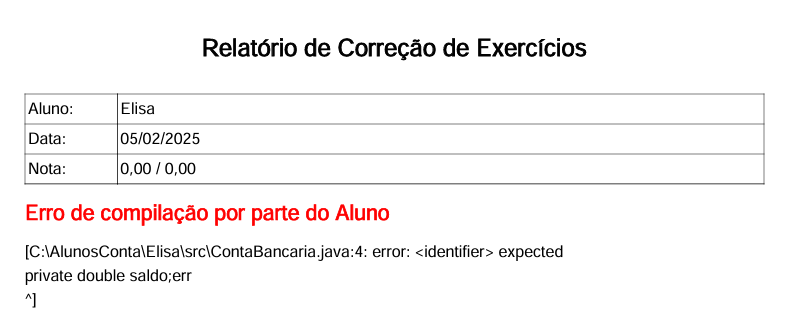 Relatório de Correção de Exercícios
Aluno: Elisa
Data: 05/02/2025
Nota: 0,00 / 0,00
Erro de compilação por parte do Aluno
[C:\AlunosConta\Elisa\src\ContaBancaria.java:4: error: <identifier> expected
private double saldo;err
^]